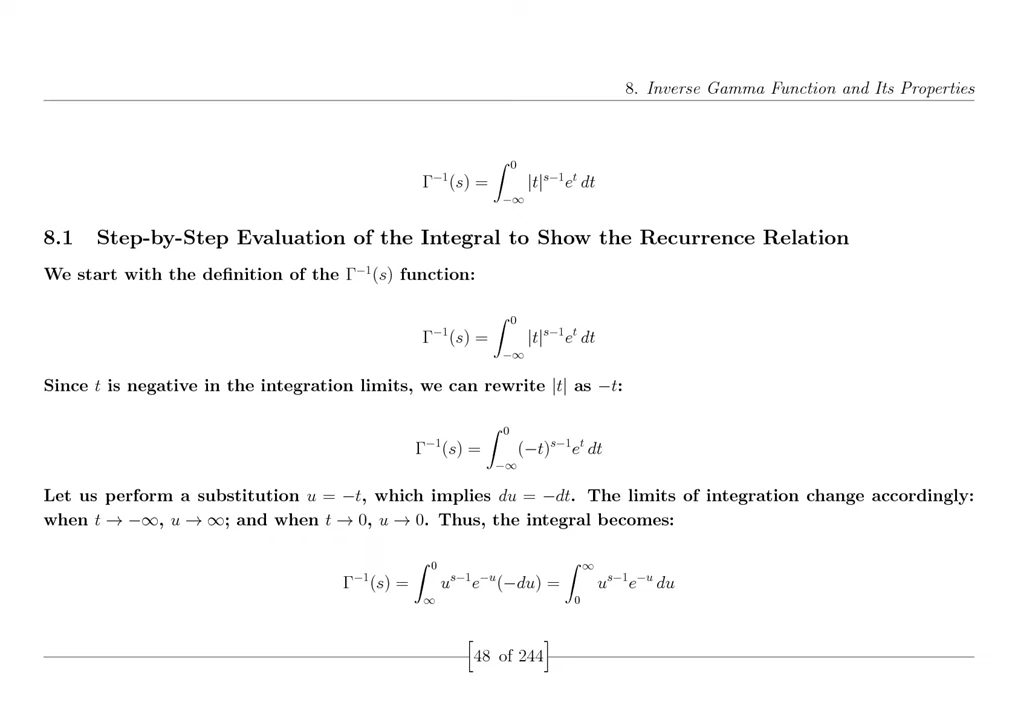 8. Inverse Gamma Function and Its Properties
Γ⁻¹(s) = ∫_{−∞}^{0} |t|^{s−1} e^t dt
8.1 Step-by-Step Evaluation of the Integral to Show the Recurrence Relation
We start with the definition of the Γ⁻¹(s) function:
Γ⁻¹(s) = ∫_{−∞}^{0} |t|^{s−1} e^t dt
Since t is negative in the integration limits, we can rewrite |t| as −t:
Γ⁻¹(s) = ∫_{−∞}^{0} (−t)^{s−1} e^t dt
Let us perform a substitution u = −t, which implies du = −dt. The limits of integration change accordingly:
when t → −∞, u → ∞; and when t → 0, u → 0. Thus, the integral becomes:
Γ⁻¹(s) = ∫_{∞}^{0} u^{s−1} e^{−u} (−du) = ∫_{0}^{∞} u^{s−1} e^{−u} du
[48 of 244]